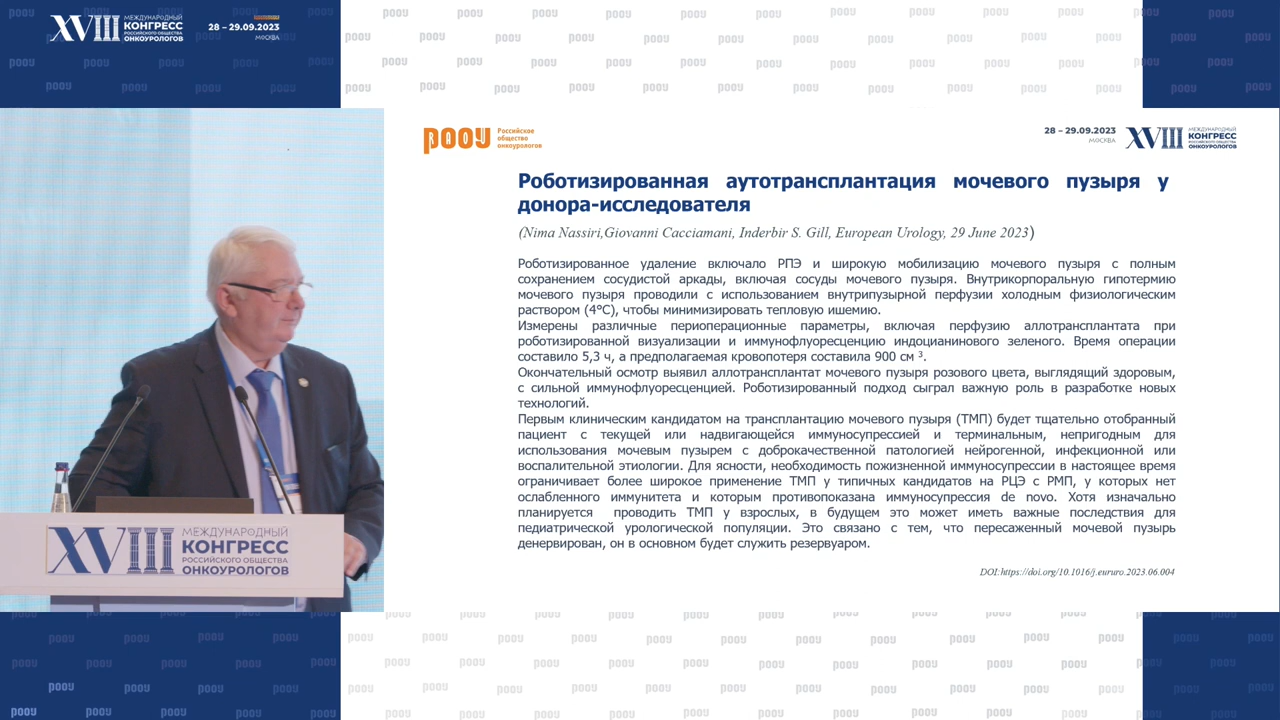 XVIII МЕЖДУНАРОДНЫЙ
КОНГРЕСС
РОССИЙСКОГО ОБЩЕСТВА
ОНКОУРОЛОГОВ
28 – 29.09.2023
МОСКВА
РООУ Российское
общество
онкоурологов
28 – 29.09.2023
МОСКВА
XVIII МЕЖДУНАРОДНЫЙ
КОНГРЕСС
РОССИЙСКОГО ОБЩЕСТВА
ОНКОУРОЛОГОВ
Роботизированная аутотрансплантация мочевого пузыря у
донора-исследователя
(Nima Nassiri,Giovanni Cacciamani, Inderbir S. Gill, European Urology, 29 June 2023)
Роботизированное удаление включало РПЭ и широкую мобилизацию мочевого пузыря с полным
сохранением сосудистой аркады, включая сосуды мочевого пузыря. Внутрикорпоральную гипотермию
мочевого пузыря проводили с использованием внутрипузырной перфузии холодным физиологическим
раствором (4°C), чтобы минимизировать тепловую ишемию.
Измерены различные периоперационные параметры, включая перфузию аллотрансплантата при
роботизированной визуализации и иммунофлуоресценцию индоцианинового зеленого. Время операции
составило 5,3 ч, а предполагаемая кровопотеря составила 900 см ³.
Окончательный осмотр выявил аллотрансплантат мочевого пузыря розового цвета, выглядящий здоровым,
с сильной иммунофлуоресценцией. Роботизированный подход сыграл важную роль в разработке новых
технологий.
Первым клиническим кандидатом на трансплантацию мочевого пузыря (ТМП) будет тщательно отобранный
пациент с текущей или надвигающейся иммуносупрессией и терминальным, непригодным для
использования мочевым пузырем с доброкачественной патологией нейрогенной, инфекционной или
воспалительной этиологии. Для ясности, необходимость пожизненной иммуносупрессии в настоящее время
ограничивает более широкое применение ТМП у типичных кандидатов на РЦЭ с РМП, у которых нет
ослабленного иммунитета и которым противопоказана иммуносупрессия de novo. Хотя изначально
планируется проводить ТМП у взрослых, в будущем это может иметь важные последствия для
педиатрической урологической популяции. Это связано с тем, что пересаженный мочевой пузырь
денервирован, он в основном будет служить резервуаром.
DOI:https://doi.org/10.1016/j.eururo.2023.06.004
XVIII МЕЖДУНАРОДНЫЙ
КОНГРЕСС
РОССИЙСКОГО ОБЩЕСТВА
ОНКОУРОЛОГОВ